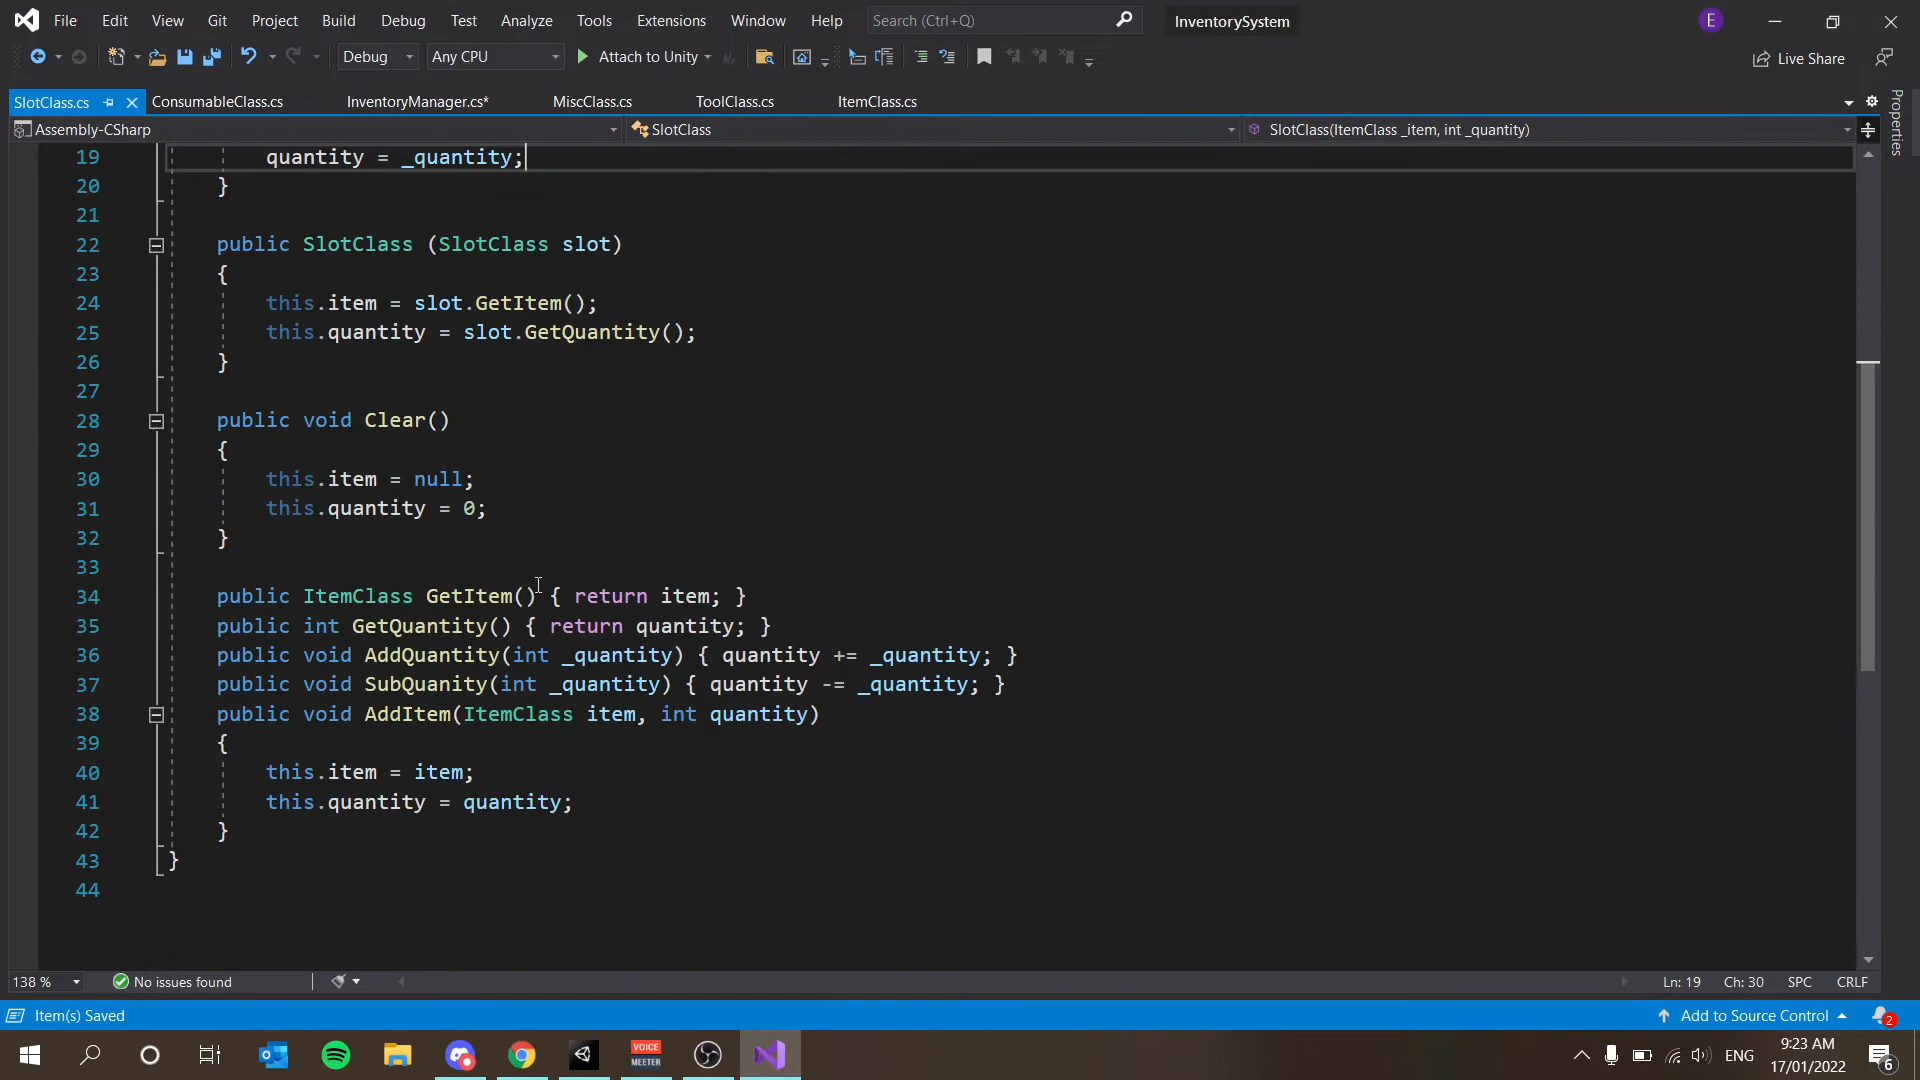 File Edit View Git Project Build Debug Test Analyze Tools Extensions Window Help Search (Ctrl+Q) InventorySystem E
Debug Any CPU Attach to Unity Live Share
SlotClass.cs ConsumableClass.cs InventoryManager.cs* MiscClass.cs ToolClass.cs ItemClass.cs
Assembly-CSharp SlotClass SlotClass(ItemClass _item, int _quantity)
Properties
19 quantity = _quantity;
20 }
21
22 public SlotClass (SlotClass slot)
23 {
24 this.item = slot.GetItem();
25 this.quantity = slot.GetQuantity();
26 }
27
28 public void Clear()
29 {
30 this.item = null;
31 this.quantity = 0;
32 }
33
34 public ItemClass GetItem() { return item; }
35 public int GetQuantity() { return quantity; }
36 public void AddQuantity(int _quantity) { quantity += _quantity; }
37 public void SubQuanity(int _quantity) { quantity -= _quantity; }
38 public void AddItem(ItemClass item, int quantity)
39 {
40 this.item = item;
41 this.quantity = quantity;
42 }
43 }
44
138 % No issues found Ln: 19 Ch: 30 SPC CRLF
Item(s) Saved Add to Source Control 2
VOICE MEETER ENG 9:23 AM
17/01/2022 6